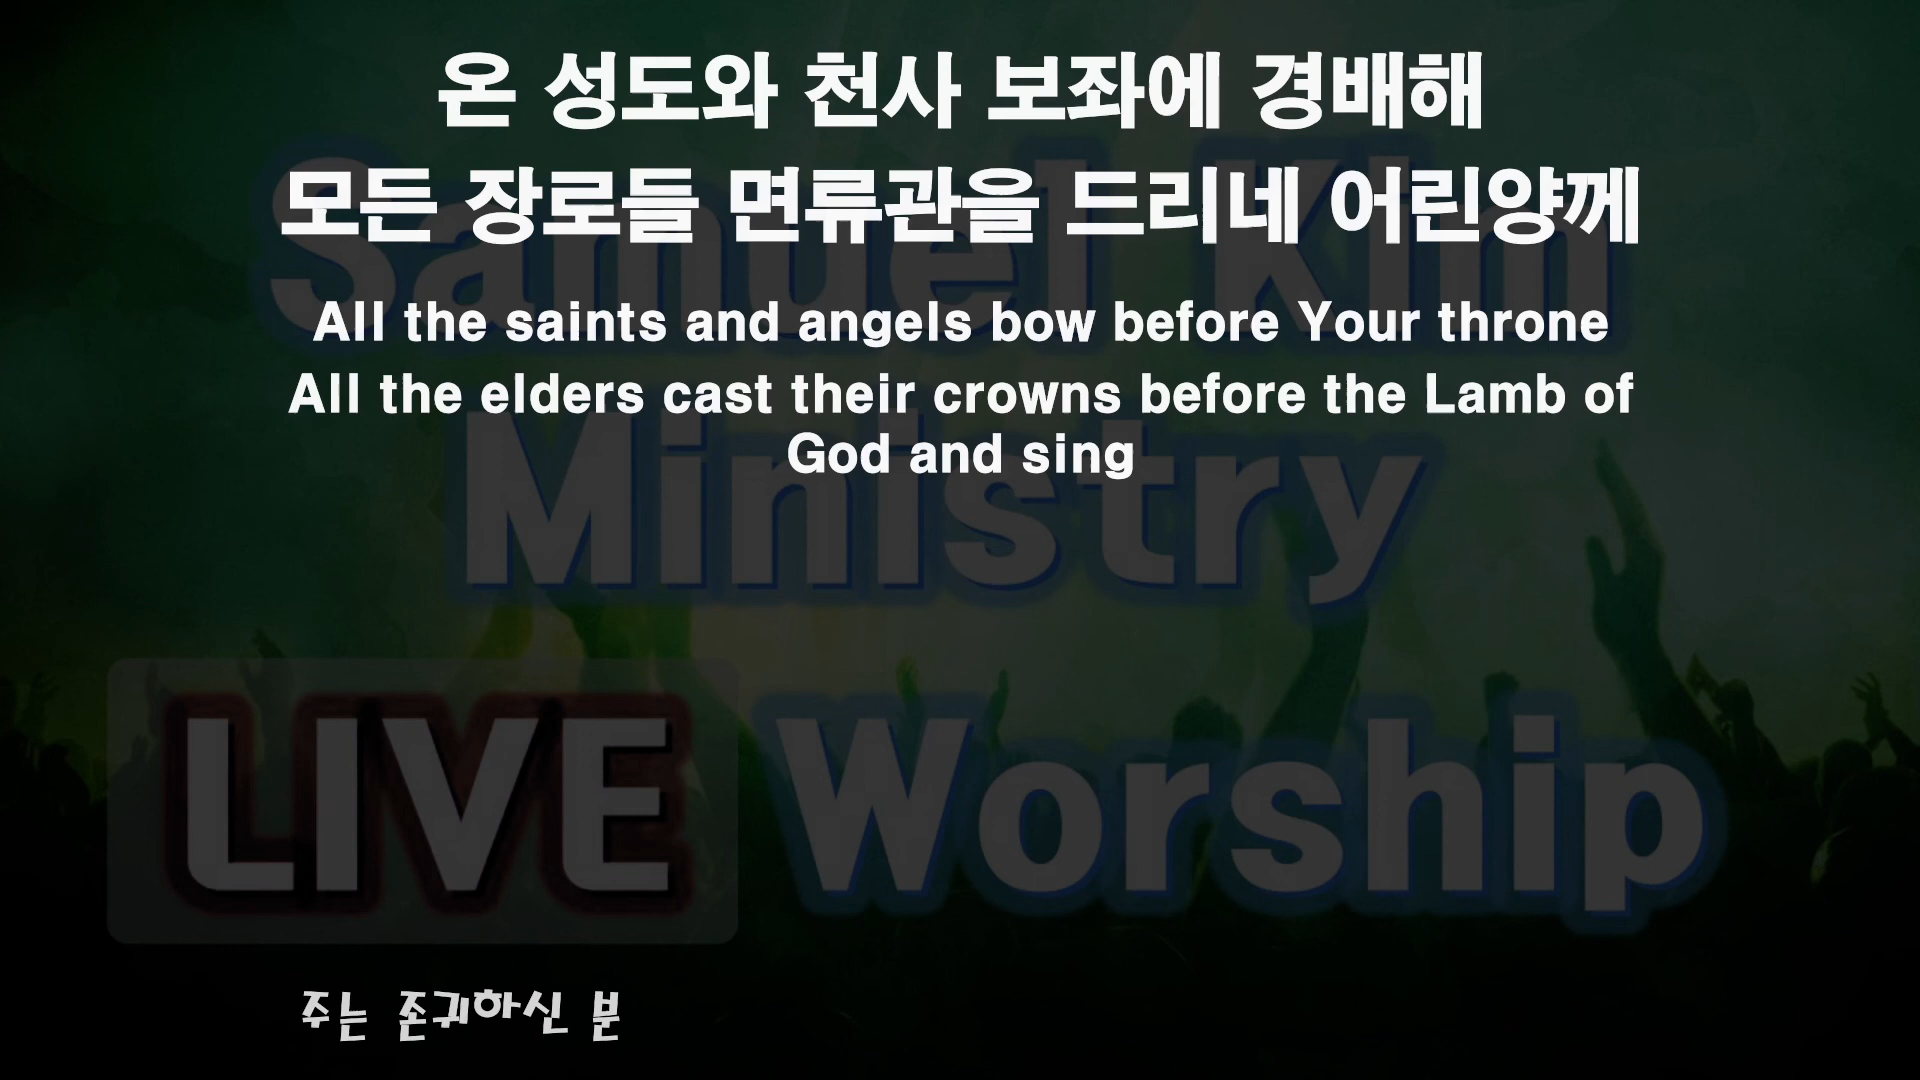 온 성도와 천사 보좌에 경배해
모든 장로들 면류관을 드리네 어린양께
All the saints and angels bow before Your throne
All the elders cast their crowns before the Lamb of
God and sing
Samuel Kim
Ministry
LIVE Worship
주는 존귀하신 분